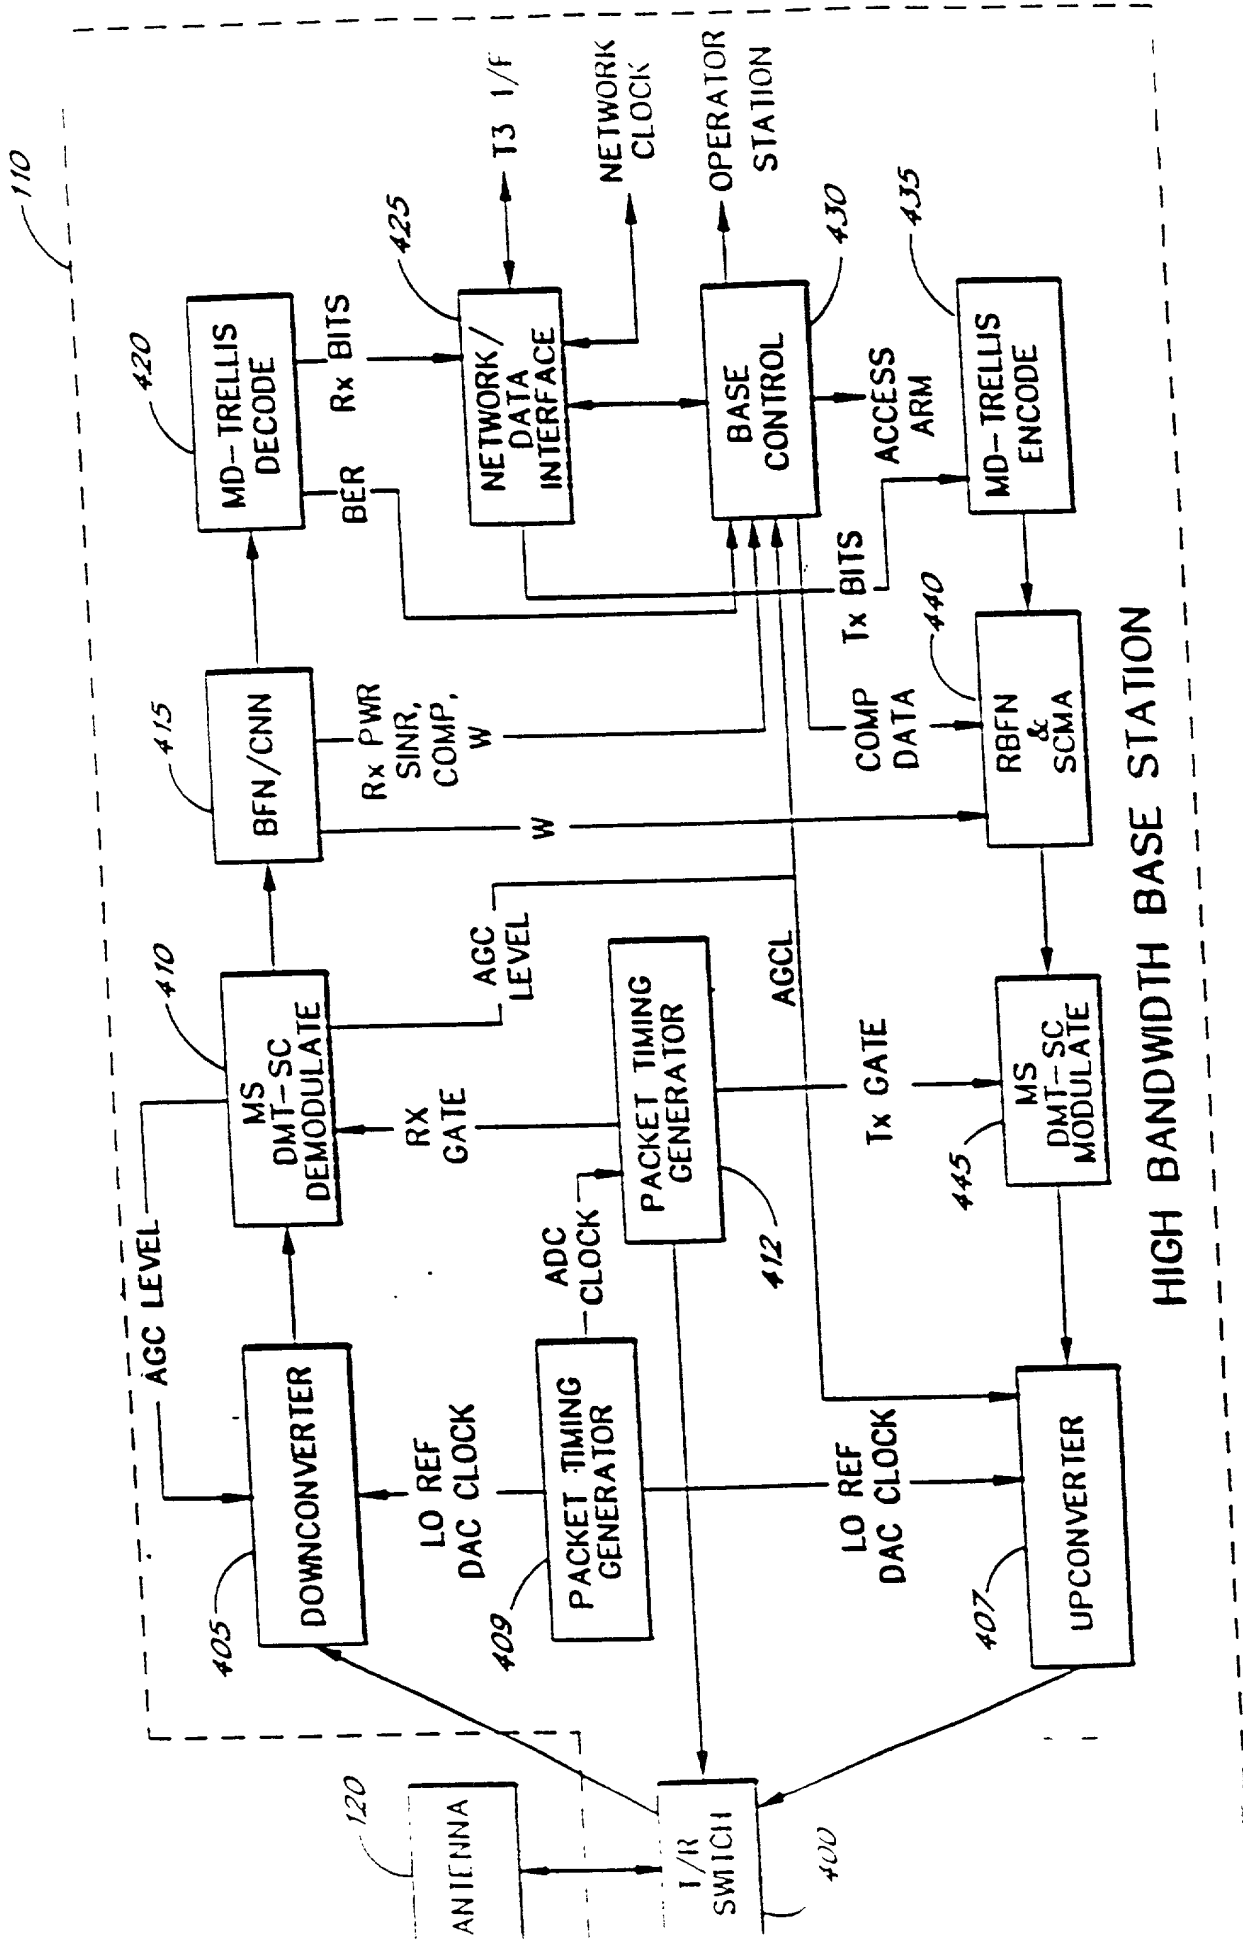 110
120
ANTENNA
T/R
SWITCH
400
AGC LEVEL
405
DOWNCONVERTER
410
MS
DMT-SC
DEMODULATE
415
BFN/CNN
420
MD-TRELLIS
DECODE
AGC
LEVEL
Rx PWR
SINR,
COMP,
W
W
BER
Rx BITS
LO REF
DAC CLOCK
409
PACKET TIMING
GENERATOR
ADC
CLOCK
RX
GATE
PACKET TIMING
GENERATOR
412
425
NETWORK/
DATA
INTERFACE
T3 I/F
NETWORK
CLOCK
AGCL
BASE
CONTROL
430
OPERATOR
STATION
ACCESS
ARM
LO REF
DAC CLOCK
Tx GATE
COMP
DATA
Tx BITS
407
UPCONVERTER
445
MS
DMT-SC
MODULATE
440
RBFN
&
SCMA
435
MD-TRELLIS
ENCODE
HIGH BANDWIDTH BASE STATION